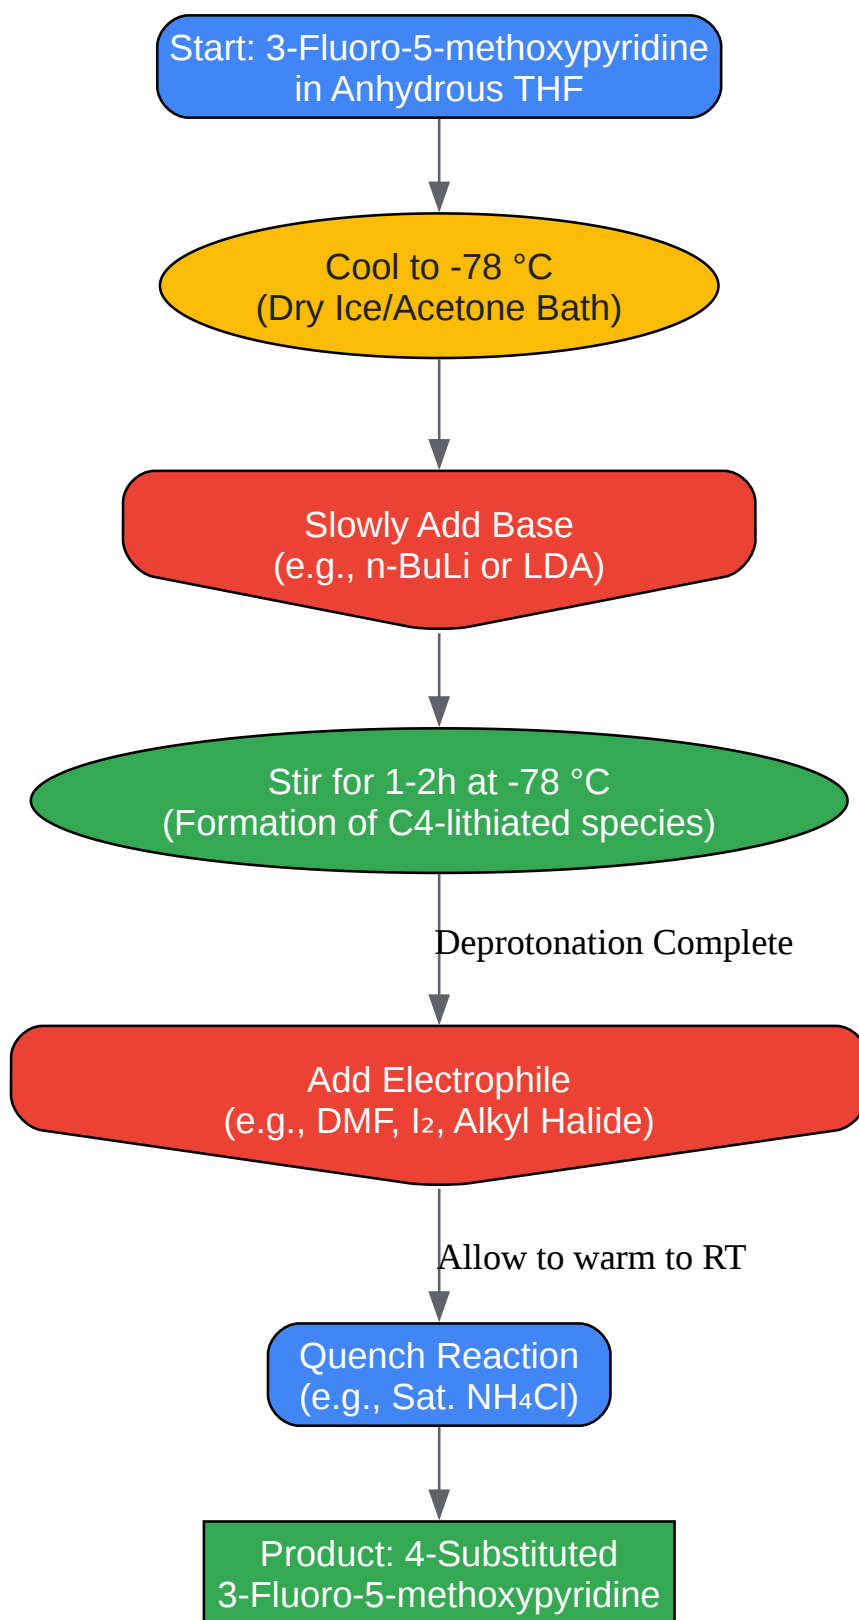 Start: 3-Fluoro-5-methoxypyridine
in Anhydrous THF
Cool to -78 °C
(Dry Ice/Acetone Bath)
Slowly Add Base
(e.g., n-BuLi or LDA)
Stir for 1-2h at -78 °C
(Formation of C4-lithiated species)
Deprotonation Complete
Add Electrophile
(e.g., DMF, I₂, Alkyl Halide)
Allow to warm to RT
Quench Reaction
(e.g., Sat. NH₄Cl)
Product: 4-Substituted
3-Fluoro-5-methoxypyridine